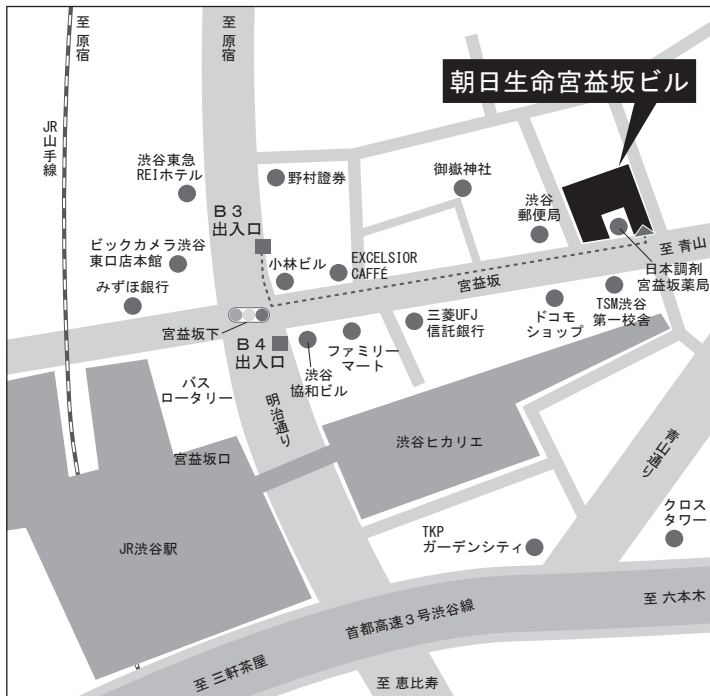 至 原宿
至 原宿
朝日生命宮益坂ビル
JR山手線
渋谷東急
REIホテル
野村證券
御嶽神社
渋谷
郵便局
B3
出入口
至 青山
ビックカメラ渋谷
東口店本館
小林ビル
EXCELSIOR
CAFFÉ
宮益坂
日本調剤
宮益坂薬局
みずほ銀行
三菱UFJ
信託銀行
ドコモ
ショップ
TSM渋谷
第一校舎
宮益坂下
B4
出入口
渋谷
協和ビル
ファミリー
マート
バス
ロータリー
明治通り
渋谷ヒカリエ
青山通り
宮益坂口
JR渋谷駅
TKP
ガーデンシティ
クロス
タワー
首都高速3号渋谷線
至 六本木
至 三軒茶屋
至 恵比寿